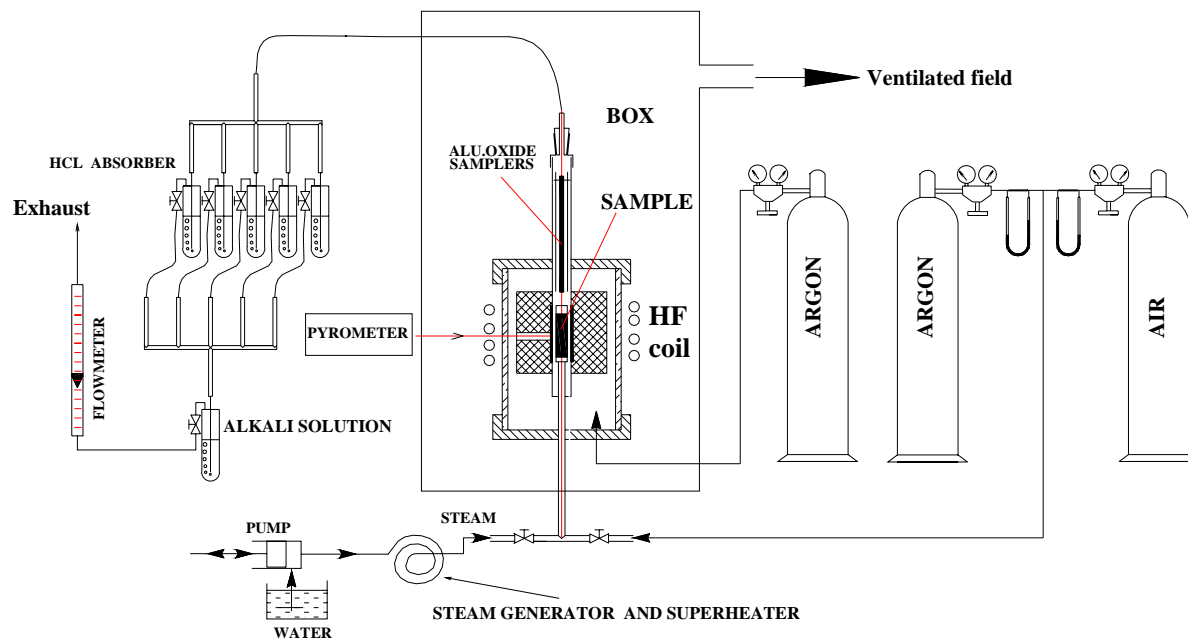 Ventilated field
BOX
HCL ABSORBER
ALU.OXIDE
SAMPLERS
SAMPLE
Exhaust
PYROMETER
HF
coil
ARGON
ARGON
AIR
FLOWMETER
ALKALI SOLUTION
STEAM
PUMP
STEAM GENERATOR AND SUPERHEATER
WATER